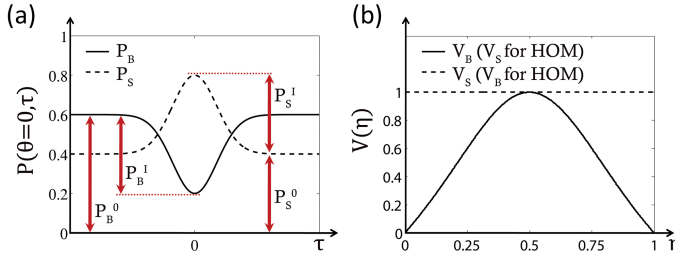 (a)
P_B
P_S
P(θ=0,τ)
1
0.8
0.6
0.4
0.2
0
P_B^0
P_B^I
P_S^I
P_S^0
0
τ
(b)
V_B (V_S for HOM)
V_S (V_B for HOM)
V(η)
1
0.8
0.6
0.4
0.2
0
0
0.25
0.5
0.75
1